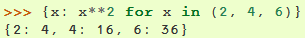 >>> {x: x**2 for x in (2, 4, 6)}
{2: 4, 4: 16, 6: 36}